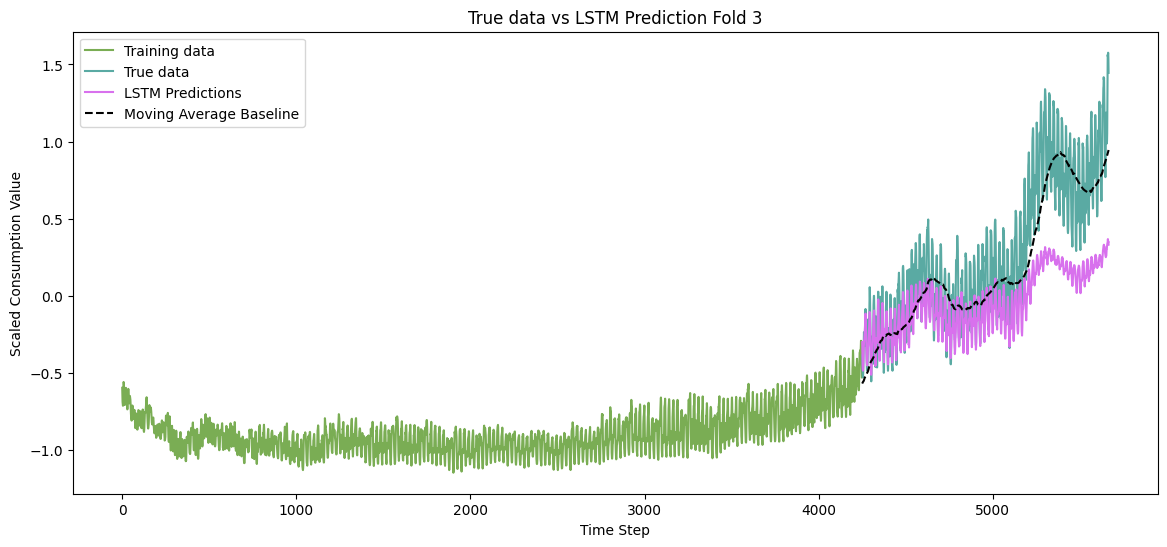 True data vs LSTM Prediction Fold 3
Training data
True data
LSTM Predictions
Moving Average Baseline
Scaled Consumption Value
1.5
1.0
0.5
0.0
−0.5
−1.0
0 1000 2000 3000 4000 5000
Time Step